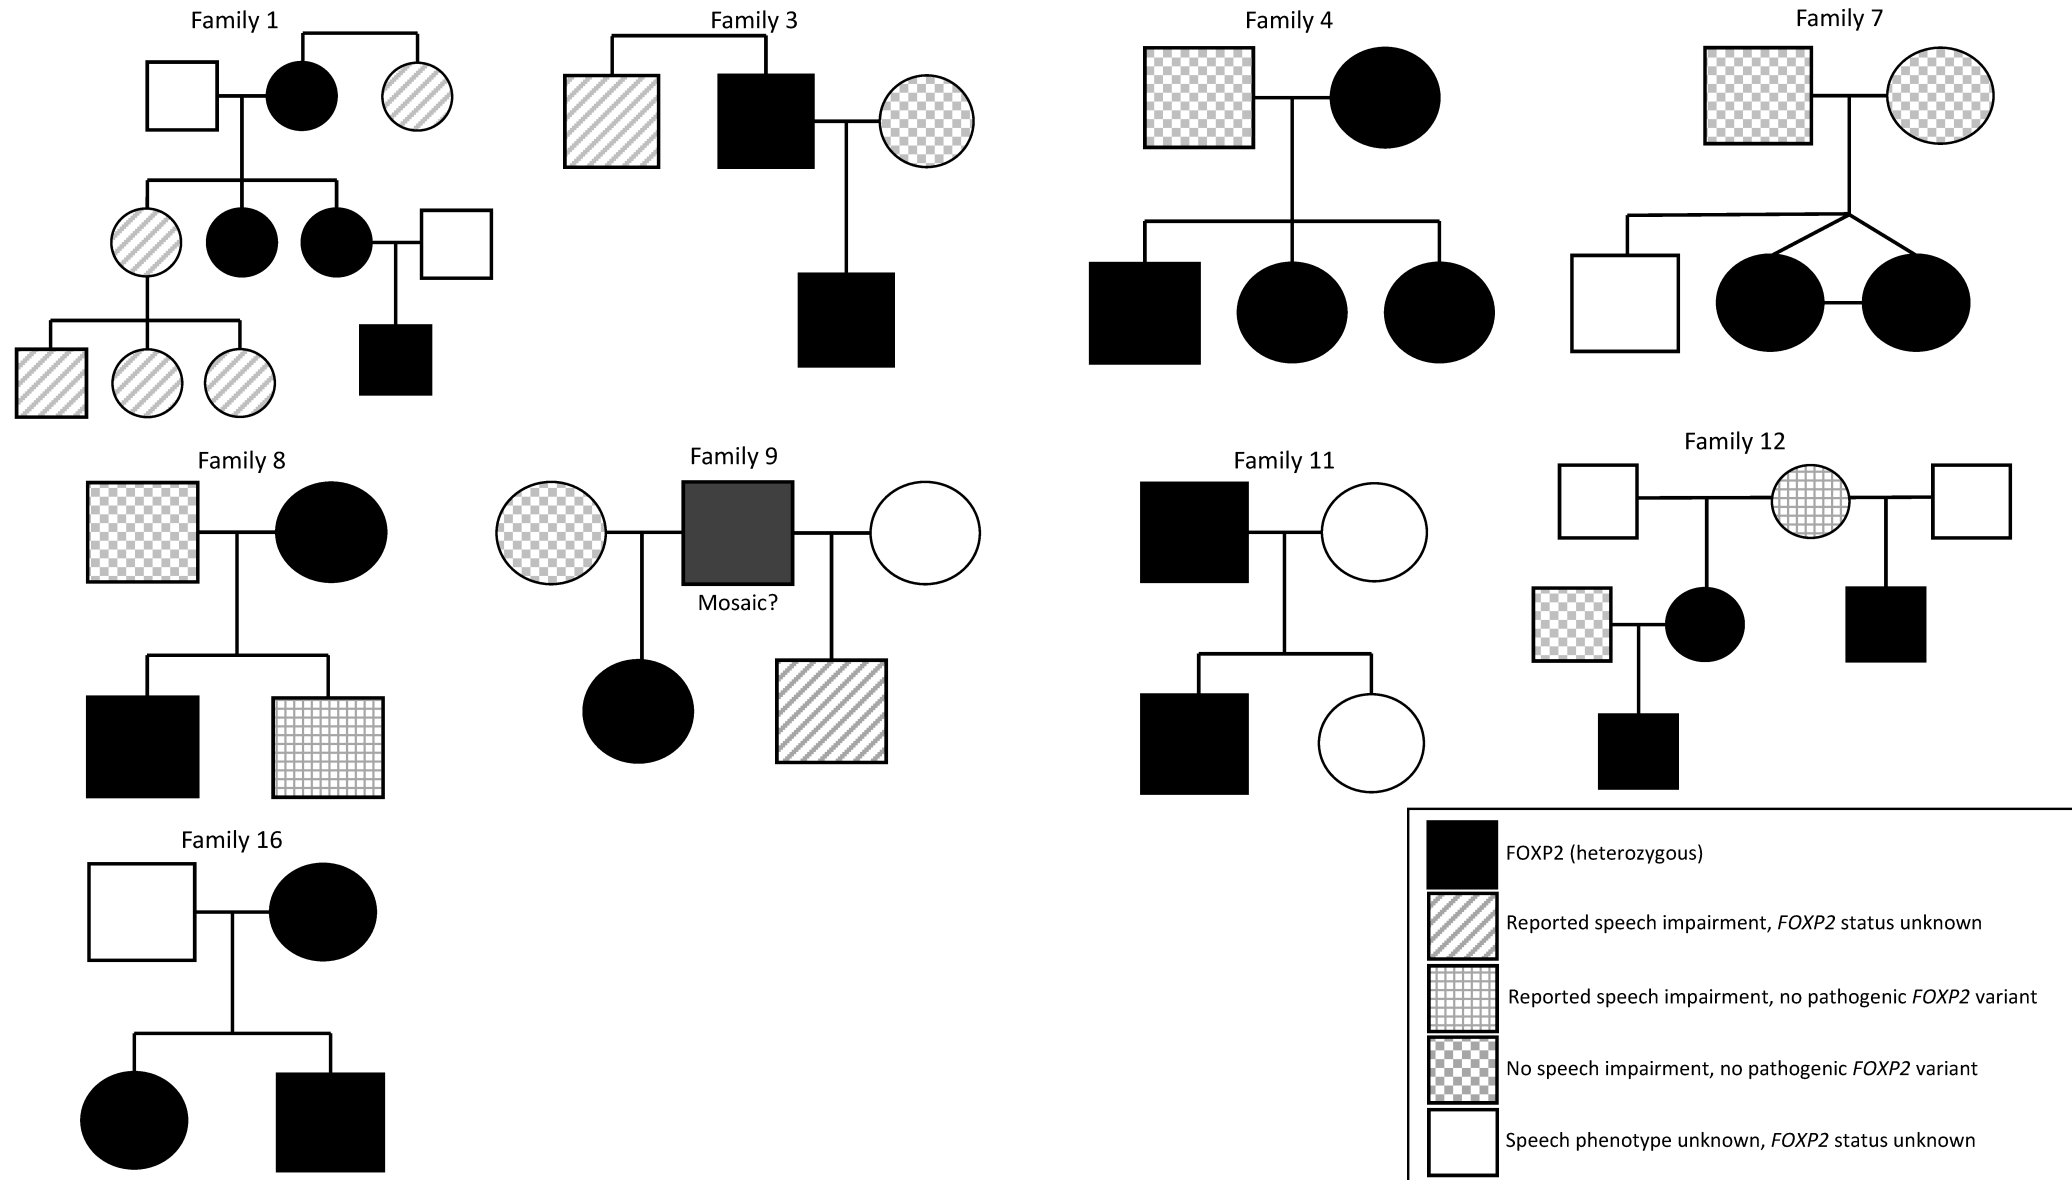 Family 1
Family 3
Family 4
Family 7
Family 8
Family 9
Mosaic?
Family 11
Family 12
Family 16
FOXP2 (heterozygous)
Reported speech impairment, FOXP2 status unknown
Reported speech impairment, no pathogenic FOXP2 variant
No speech impairment, no pathogenic FOXP2 variant
Speech phenotype unknown, FOXP2 status unknown